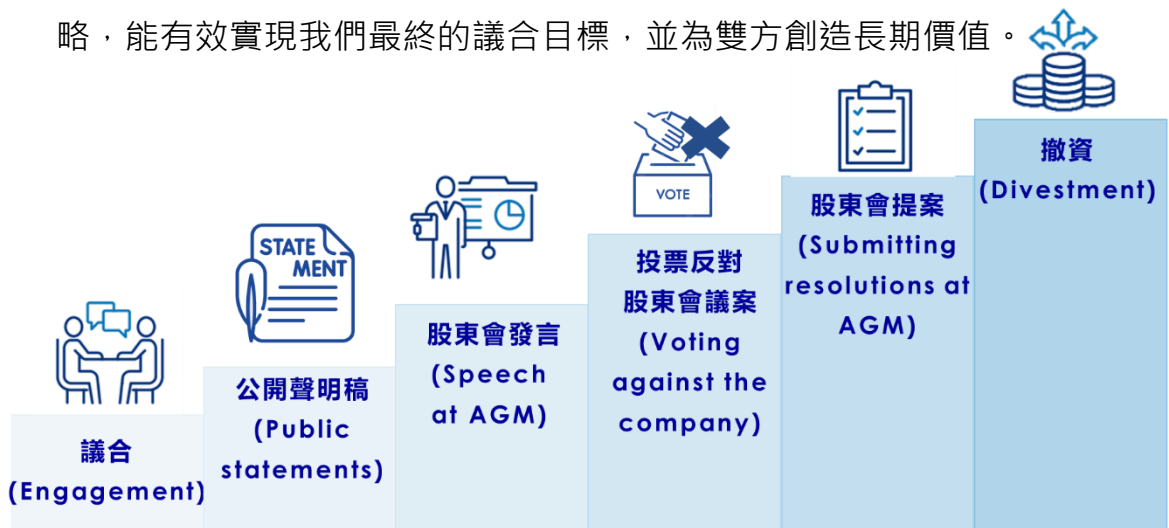 略，能有效實現我們最終的議合目標，並為雙方創造長期價值。
議合
(Engagement)
STATE
MENT
公開聲明稿
(Public
statements)
股東會發言
(Speech
at AGM)
VOTE
投票反對
股東會議案
(Voting
against the
company)
股東會提案
(Submitting
resolutions at
AGM)
撤資
(Divestment)